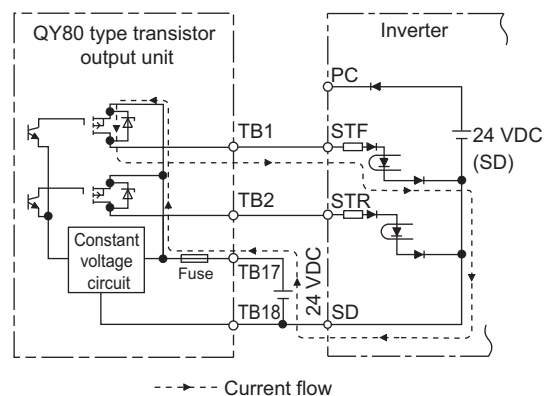 QY80 type transistor
output unit
Inverter
PC
TB1
STF
24 VDC
(SD)
TB2
STR
Constant
voltage
circuit
Fuse
TB17
24 VDC
TB18
SD
Current flow